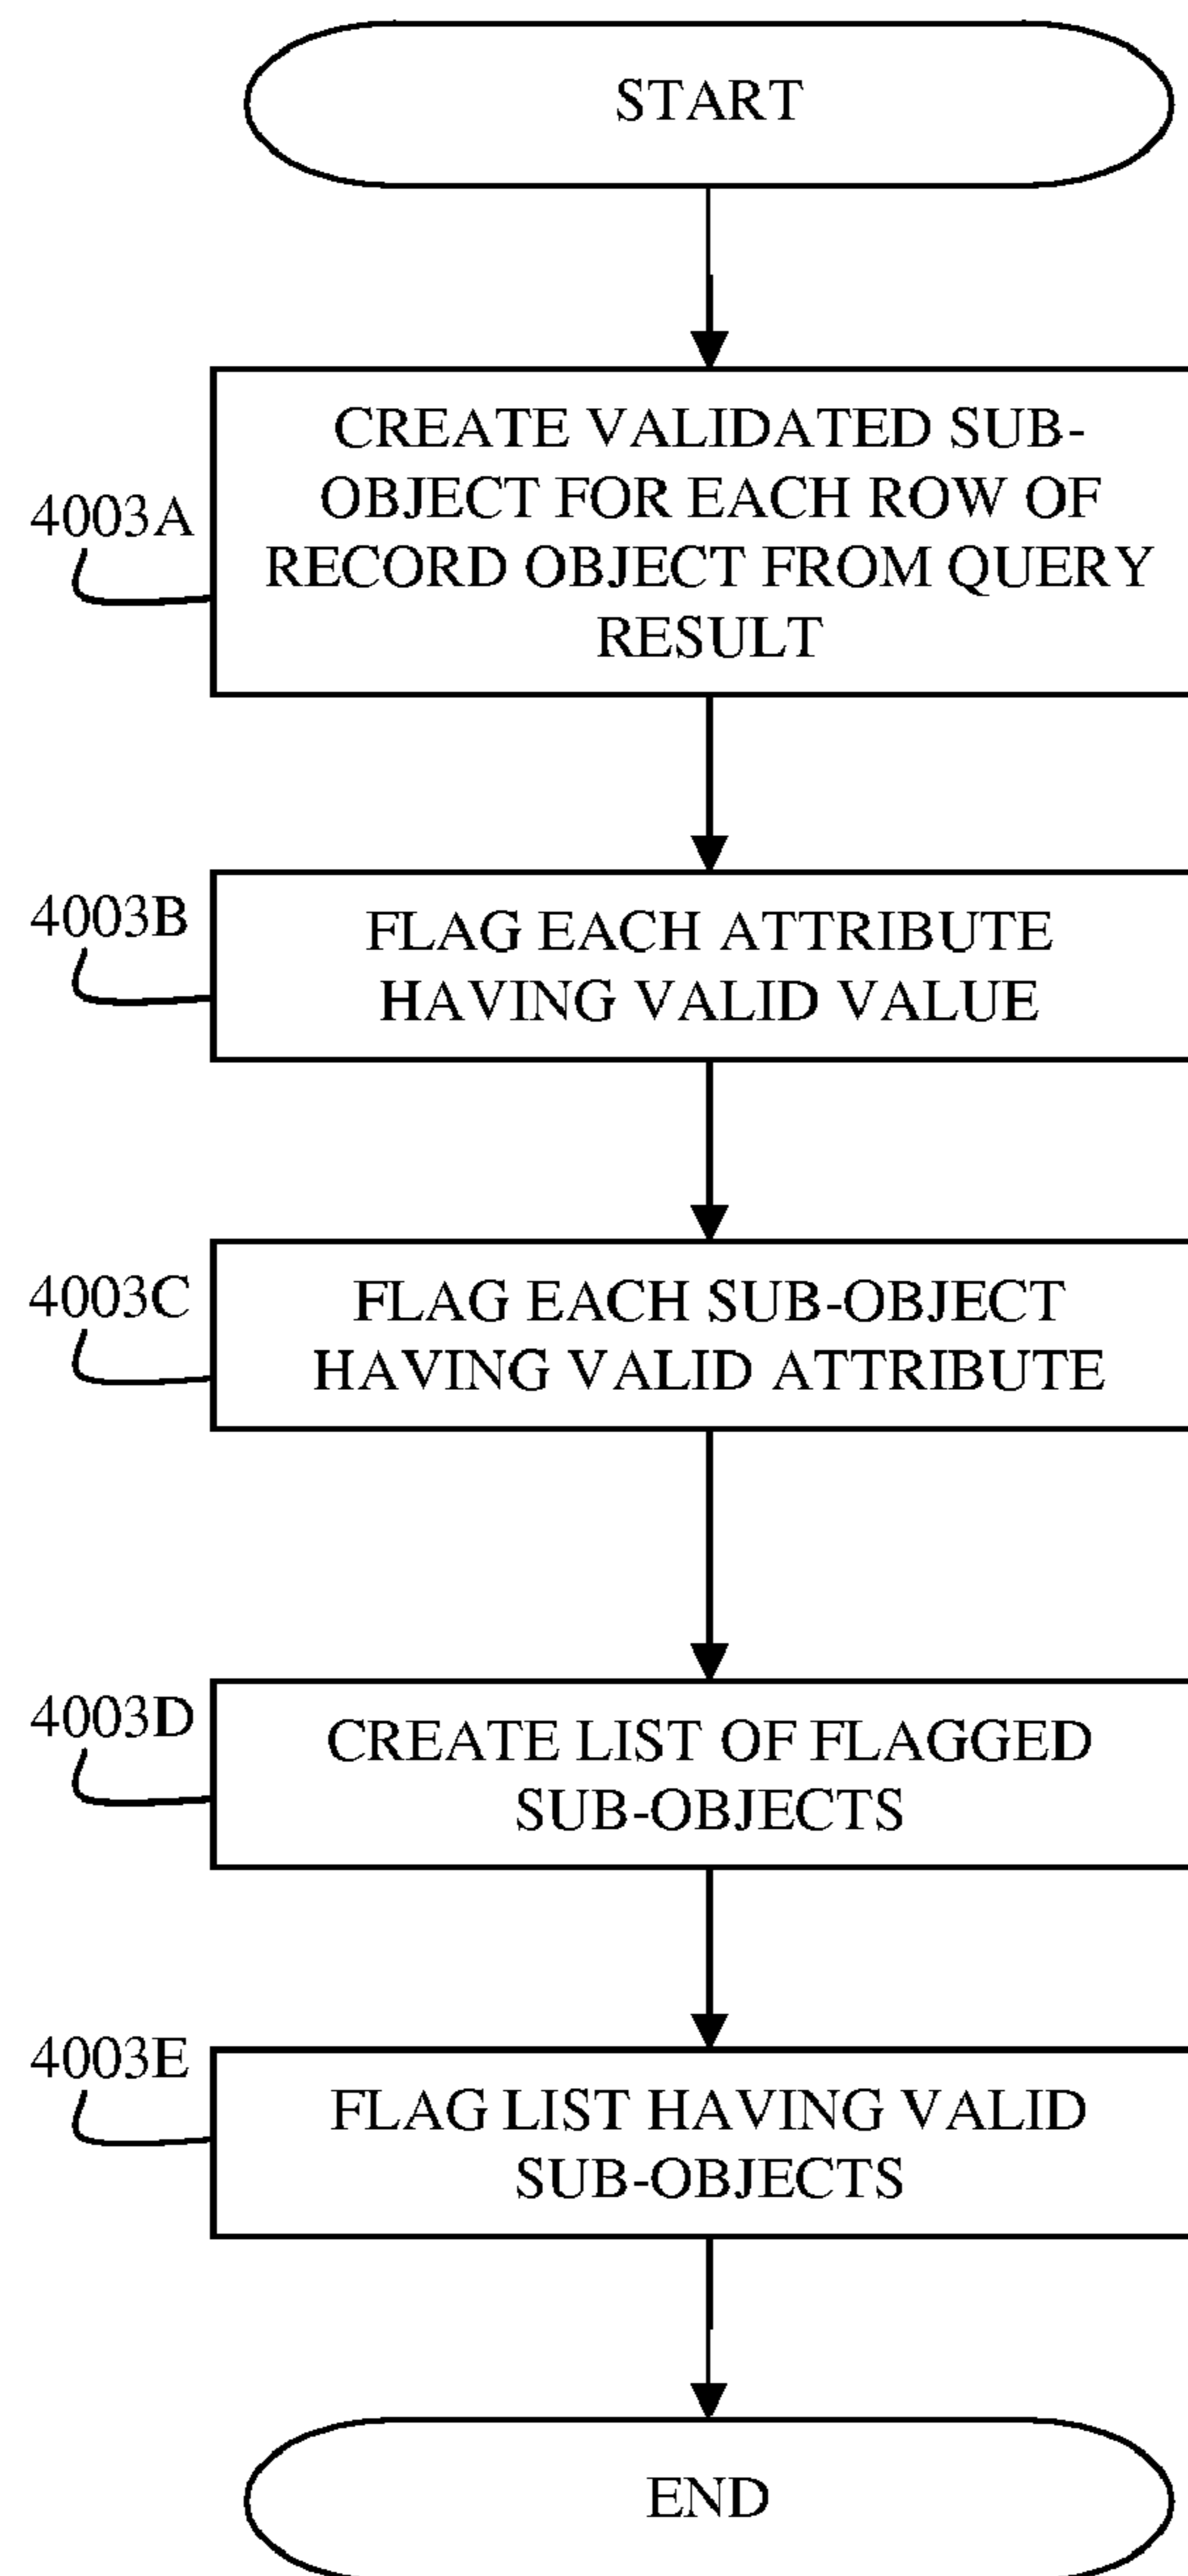 START
4003A
CREATE VALIDATED SUB-
OBJECT FOR EACH ROW OF
RECORD OBJECT FROM QUERY
RESULT
4003B
FLAG EACH ATTRIBUTE
HAVING VALID VALUE
4003C
FLAG EACH SUB-OBJECT
HAVING VALID ATTRIBUTE
4003D
CREATE LIST OF FLAGGED
SUB-OBJECTS
4003E
FLAG LIST HAVING VALID
SUB-OBJECTS
END